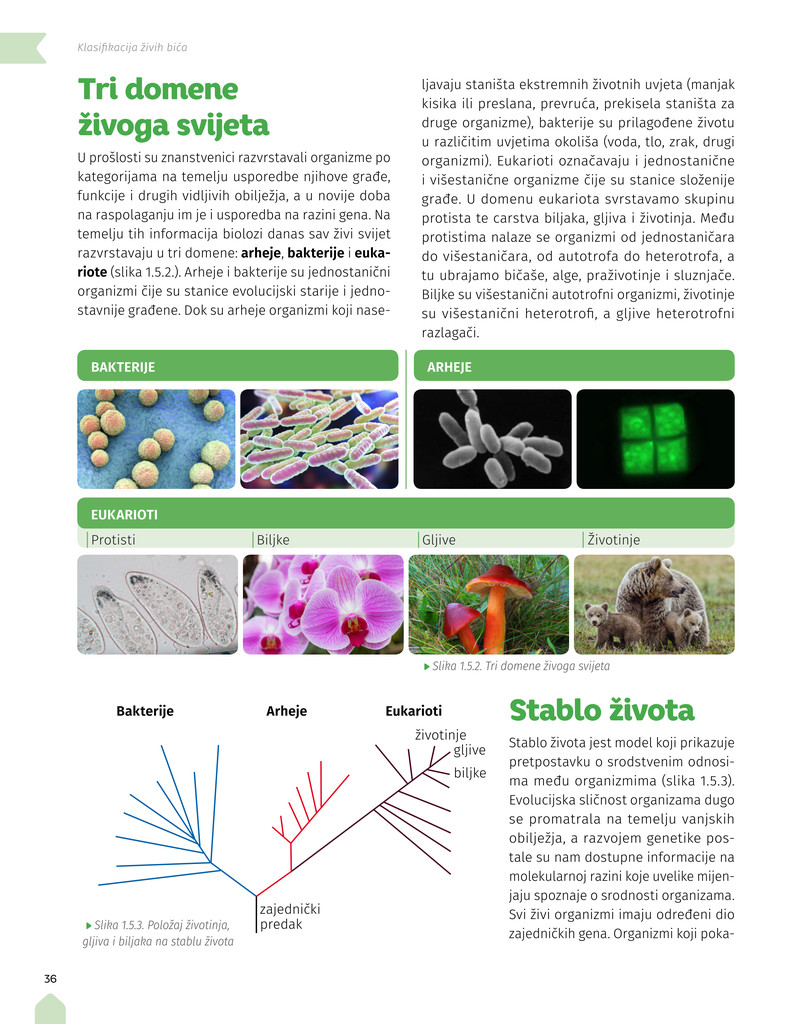 Klasifikacija živih bića
Tri domene
živoga svijeta
U prošlosti su znanstvenici razvrstavali organizme po
kategorijama na temelju usporedbe njihove građe,
funkcije i drugih vidljivih obilježja, a u novije doba
na raspolaganju im je i usporedba na razini gena. Na
temelju tih informacija biolozi danas sav živi svijet
razvrstavaju u tri domene: arheje, bakterije i euka-
riote (slika 1.5.2.). Arheje i bakterije su jednostanični
organizmi čije su stanice evolucijski starije i jedno-
stavnije građene. Dok su arheje organizmi koji nase-
ljavaju staništa ekstremnih životnih uvjeta (manjak
kisika ili preslana, prevruća, prekisela staništa za
druge organizme), bakterije su prilagođene životu
u različitim uvjetima okoliša (voda, tlo, zrak, drugi
organizmi). Eukarioti označavaju i jednostanične
i višestanične organizme čije su stanice složenije
građe. U domenu eukariota svrstavamo skupinu
protista te carstva biljaka, gljiva i životinja. Među
protistima nalaze se organizmi od jednostaničara
do višestaničara, od autotrofa do heterotrofa, a
tu ubrajamo bičaše, alge, praživotinje i sluznjače.
Biljke su višestanični autotrofni organizmi, životinje
su višestanični heterotrofi, a gljive heterotrofni
razlagači.
BAKTERIJE
ARHEJE
EUKARIOTI
Protisti
Biljke
Gljive
Životinje
Slika 1.5.2. Tri domene živoga svijeta
Bakterije
Arheje
Eukarioti
životinje
gljive
biljke
zajednički
predak
Slika 1.5.3. Položaj životinja,
gljiva i biljaka na stablu života
Stablo života
Stablo života jest model koji prikazuje
pretpostavku o srodstvenim odnosi-
ma među organizmima (slika 1.5.3).
Evolucijska sličnost organizama dugo
se promatrala na temelju vanjskih
obilježja, a razvojem genetike pos-
tale su nam dostupne informacije na
molekularnoj razini koje uvelike mijen-
jaju spoznaje o srodnosti organizama.
Svi živi organizmi imaju određeni dio
zajedničkih gena. Organizmi koji poka-
36